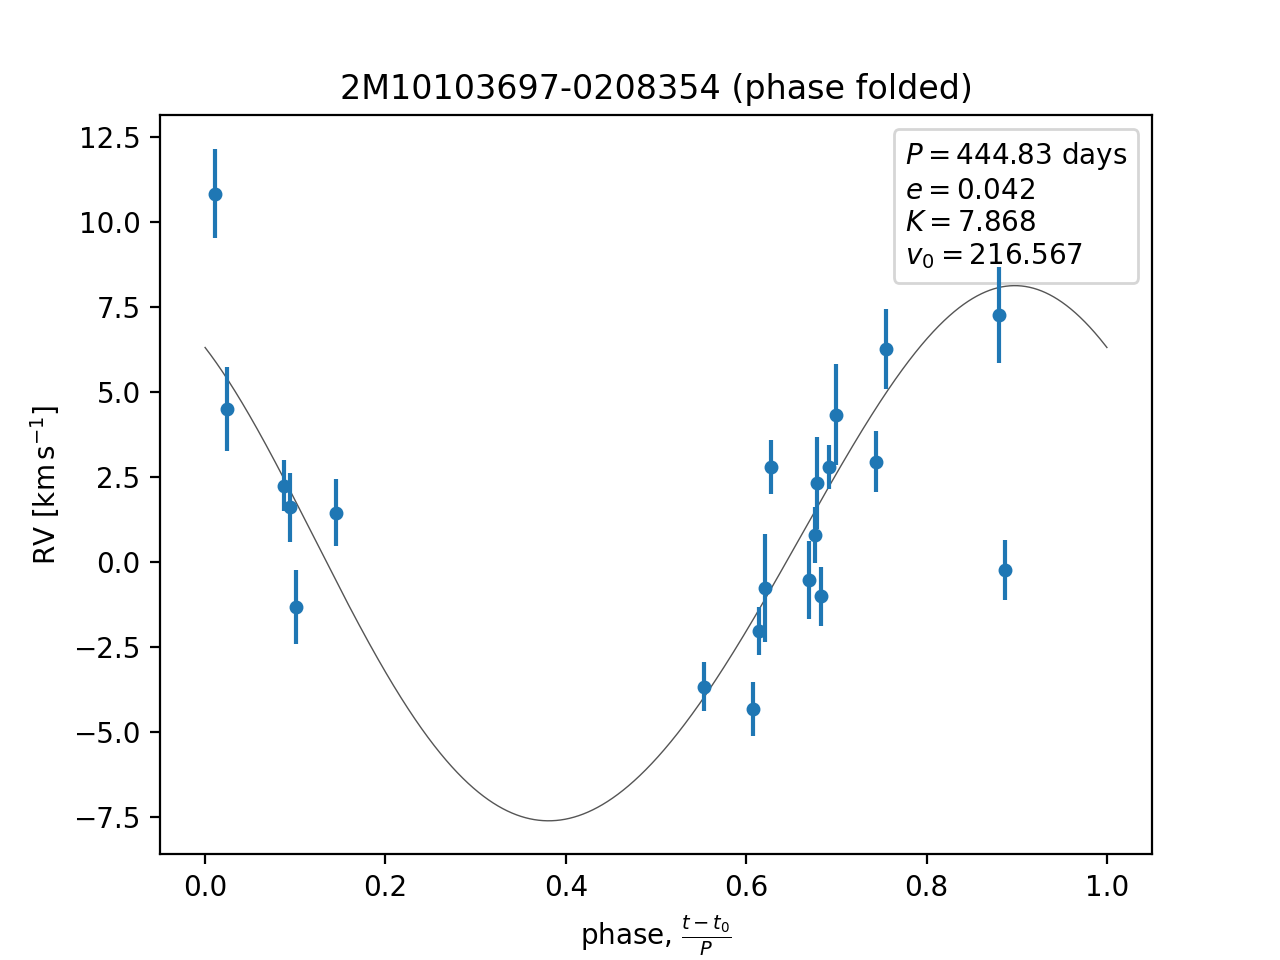 2M10103697-0208354 (phase folded)
P = 444.83 days
e = 0.042
K = 7.868
v₀ = 216.567
12.5
10.0
7.5
5.0
2.5
0.0
−2.5
−5.0
−7.5
RV [km s⁻¹]
0.0 0.2 0.4 0.6 0.8 1.0
phase, (t − t₀)/P